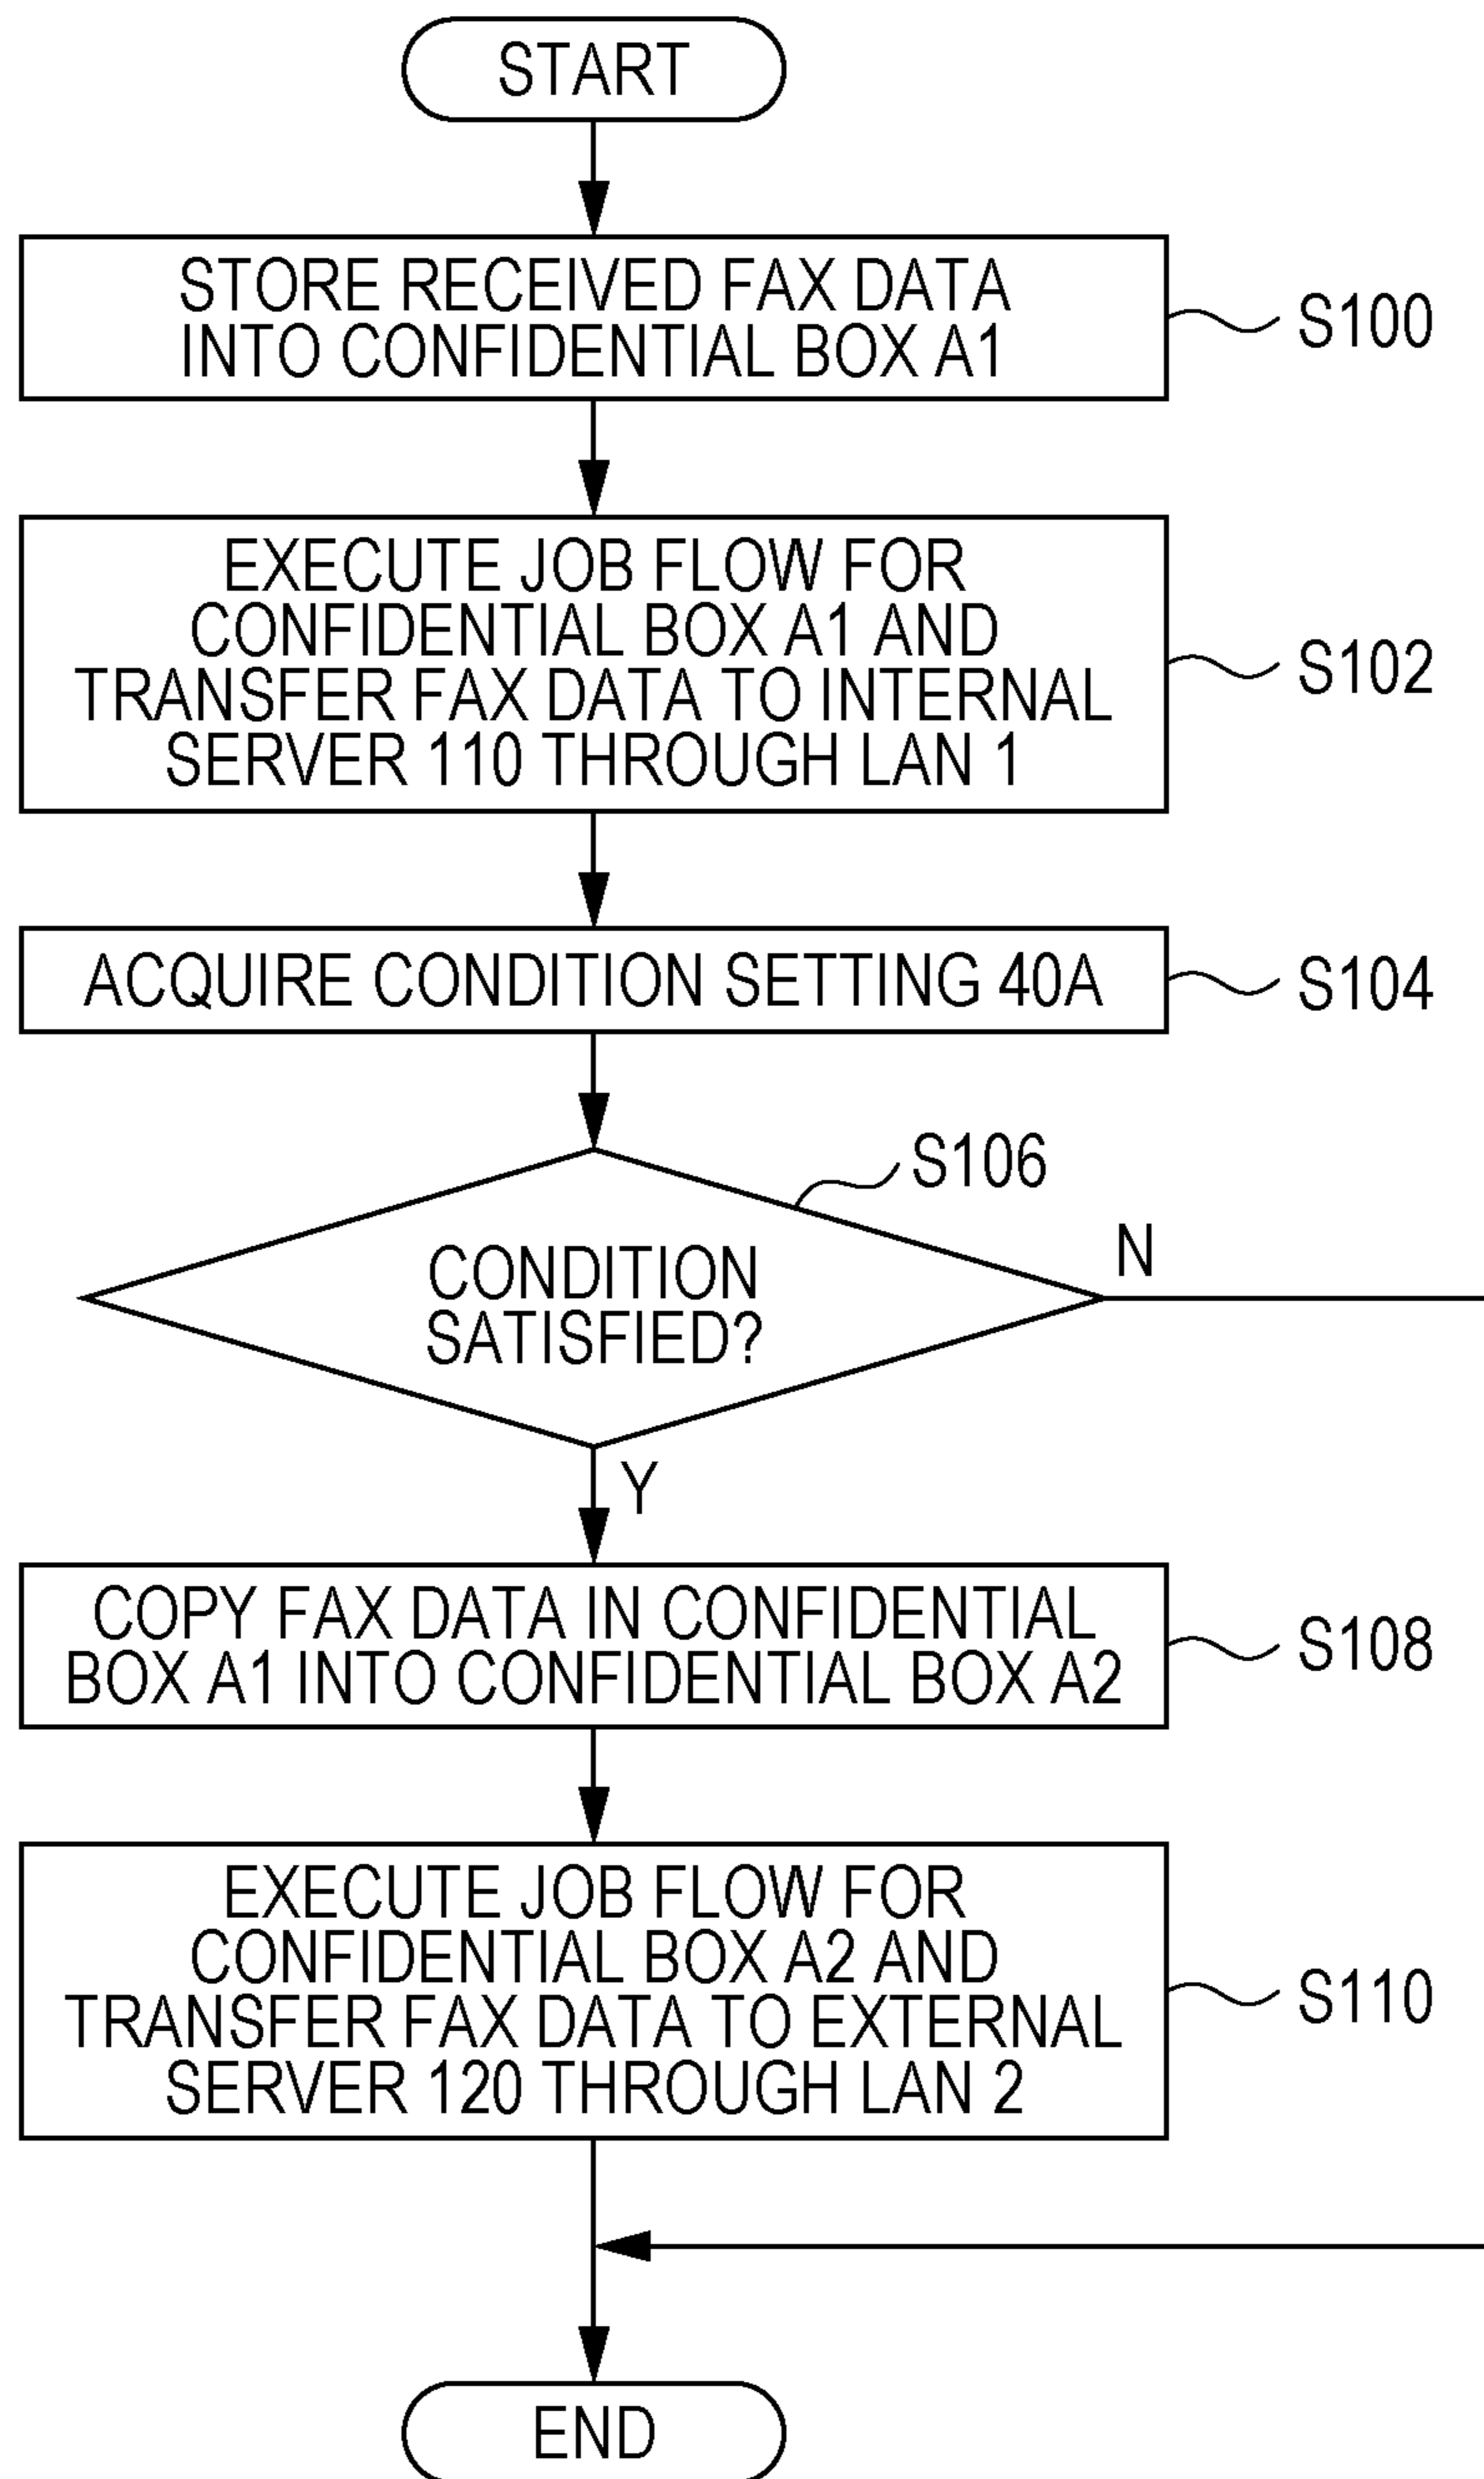 START
STORE RECEIVED FAX DATA
INTO CONFIDENTIAL BOX A1
S100
EXECUTE JOB FLOW FOR
CONFIDENTIAL BOX A1 AND
TRANSFER FAX DATA TO INTERNAL
SERVER 110 THROUGH LAN 1
S102
ACQUIRE CONDITION SETTING 40A
S104
S106
CONDITION
SATISFIED?
N
Y
COPY FAX DATA IN CONFIDENTIAL
BOX A1 INTO CONFIDENTIAL BOX A2
S108
EXECUTE JOB FLOW FOR
CONFIDENTIAL BOX A2 AND
TRANSFER FAX DATA TO EXTERNAL
SERVER 120 THROUGH LAN 2
S110
END